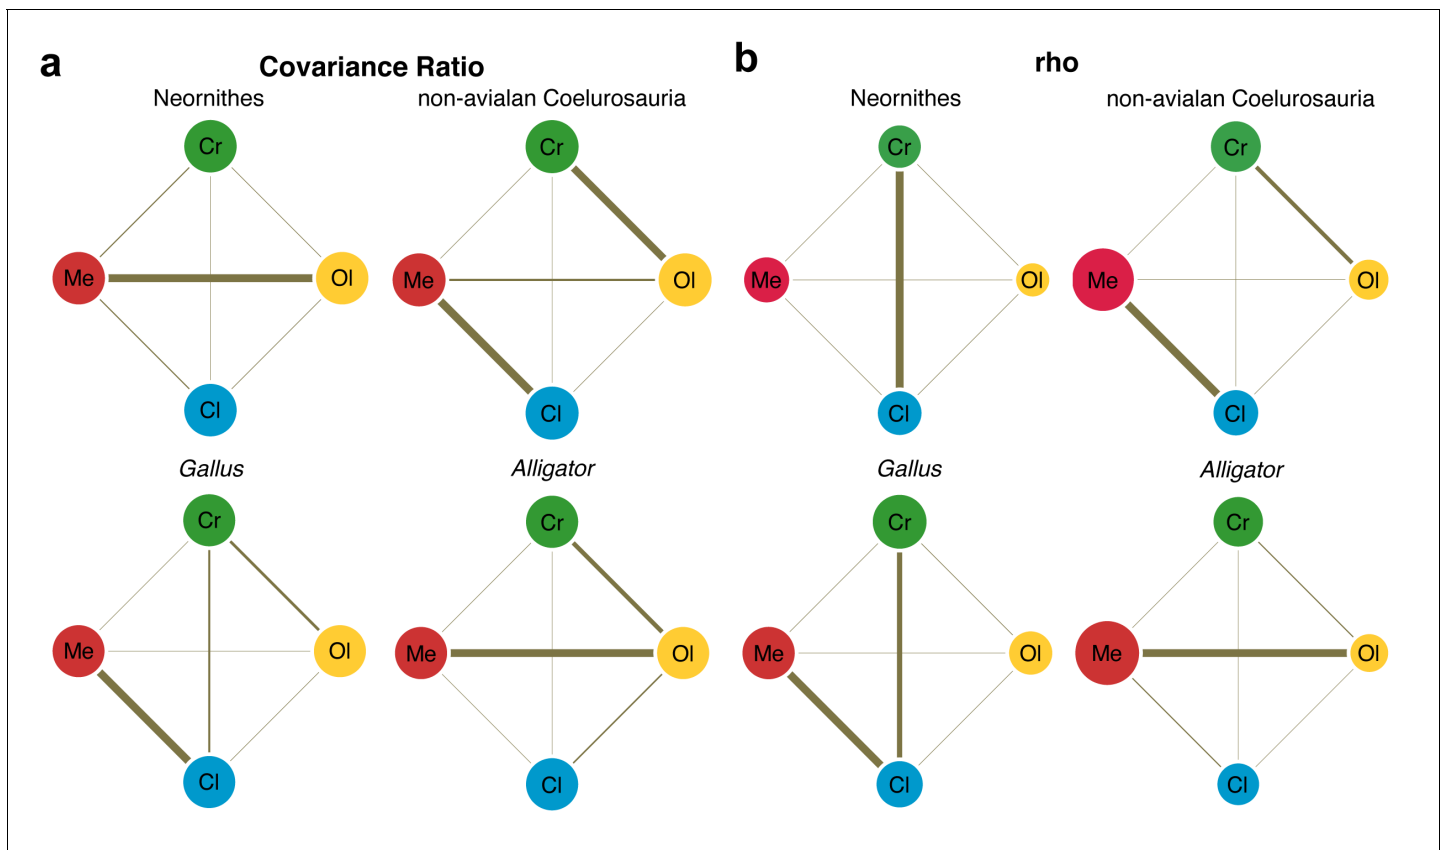 a
Covariance Ratio
b
rho
Neornithes
non-avialan Coelurosauria
Neornithes
non-avialan Coelurosauria
Cr
Cr
Cr
Cr
Me
Ol
Me
Ol
Me
Ol
Me
Ol
Cl
Cl
Cl
Cl
Gallus
Alligator
Gallus
Alligator
Cr
Cr
Cr
Cr
Me
Ol
Me
Ol
Me
Ol
Me
Ol
Cl
Cl
Cl
Cl